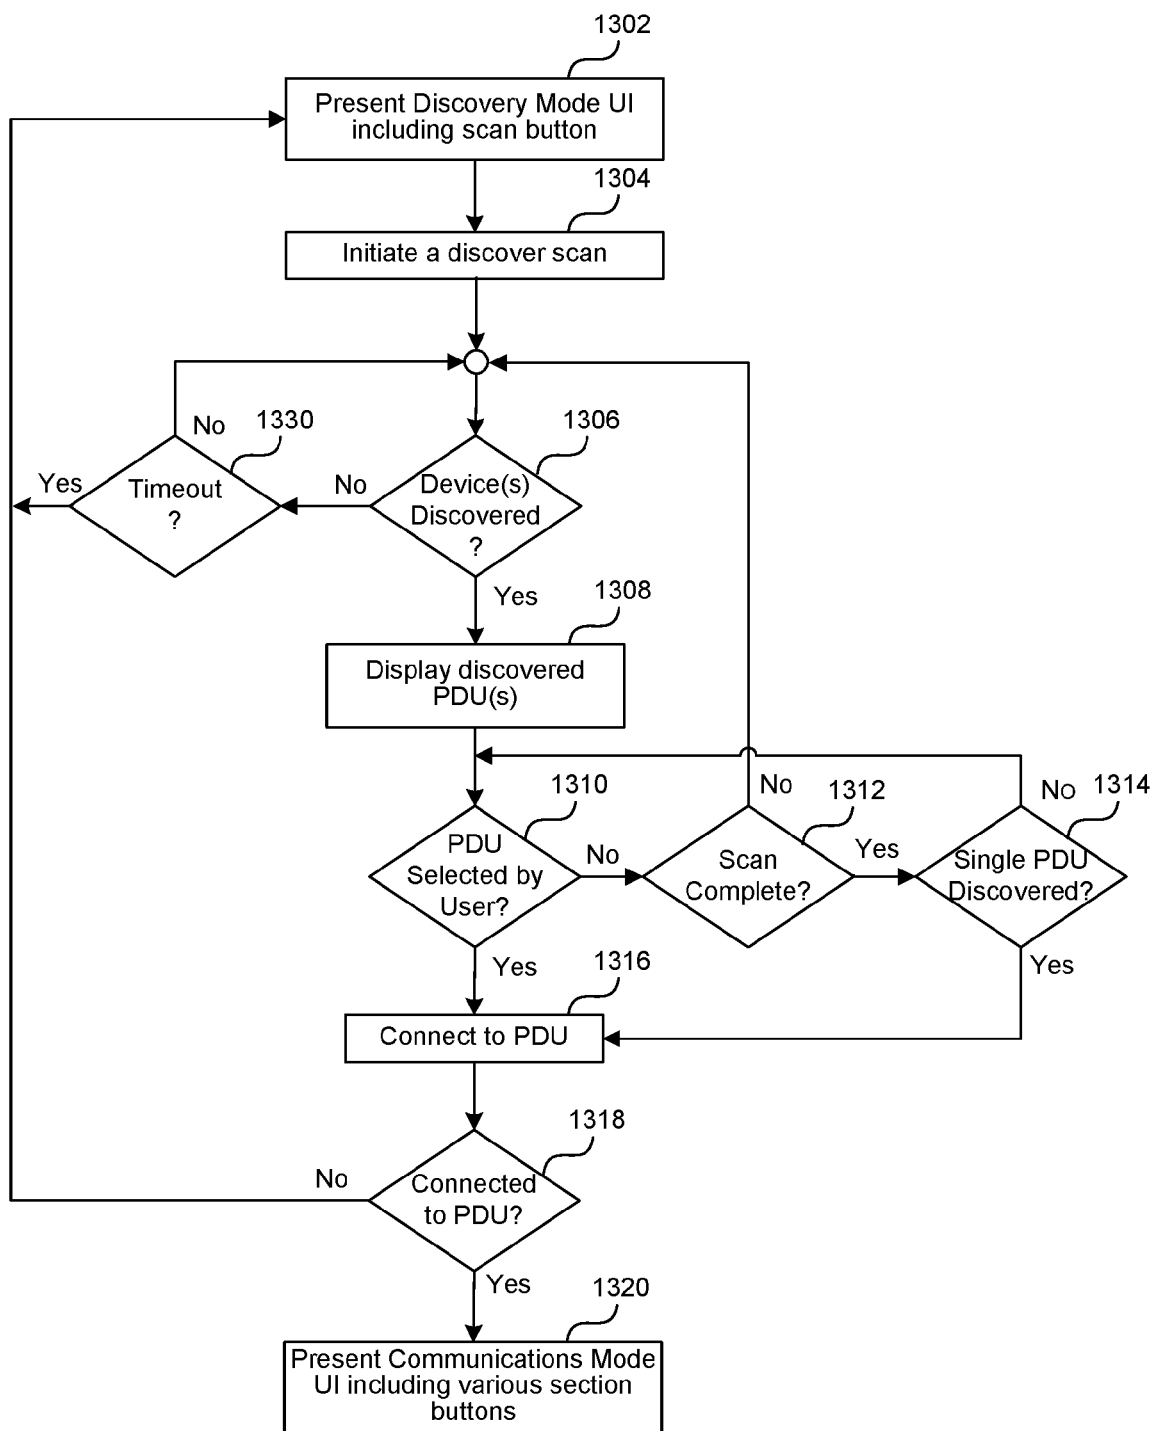 1302
Present Discovery Mode UI
including scan button
1304
Initiate a discover scan
No
1330
1306
Yes
Timeout
?
No
Device(s)
Discovered
?
Yes
1308
Display discovered
PDU(s)
1310
No
1312
No
1314
PDU
Selected by
User?
No
Scan
Complete?
Yes
Single PDU
Discovered?
Yes
1316
Yes
Connect to PDU
1318
No
Connected
to PDU?
Yes
1320
Present Communications Mode
UI including various section
buttons